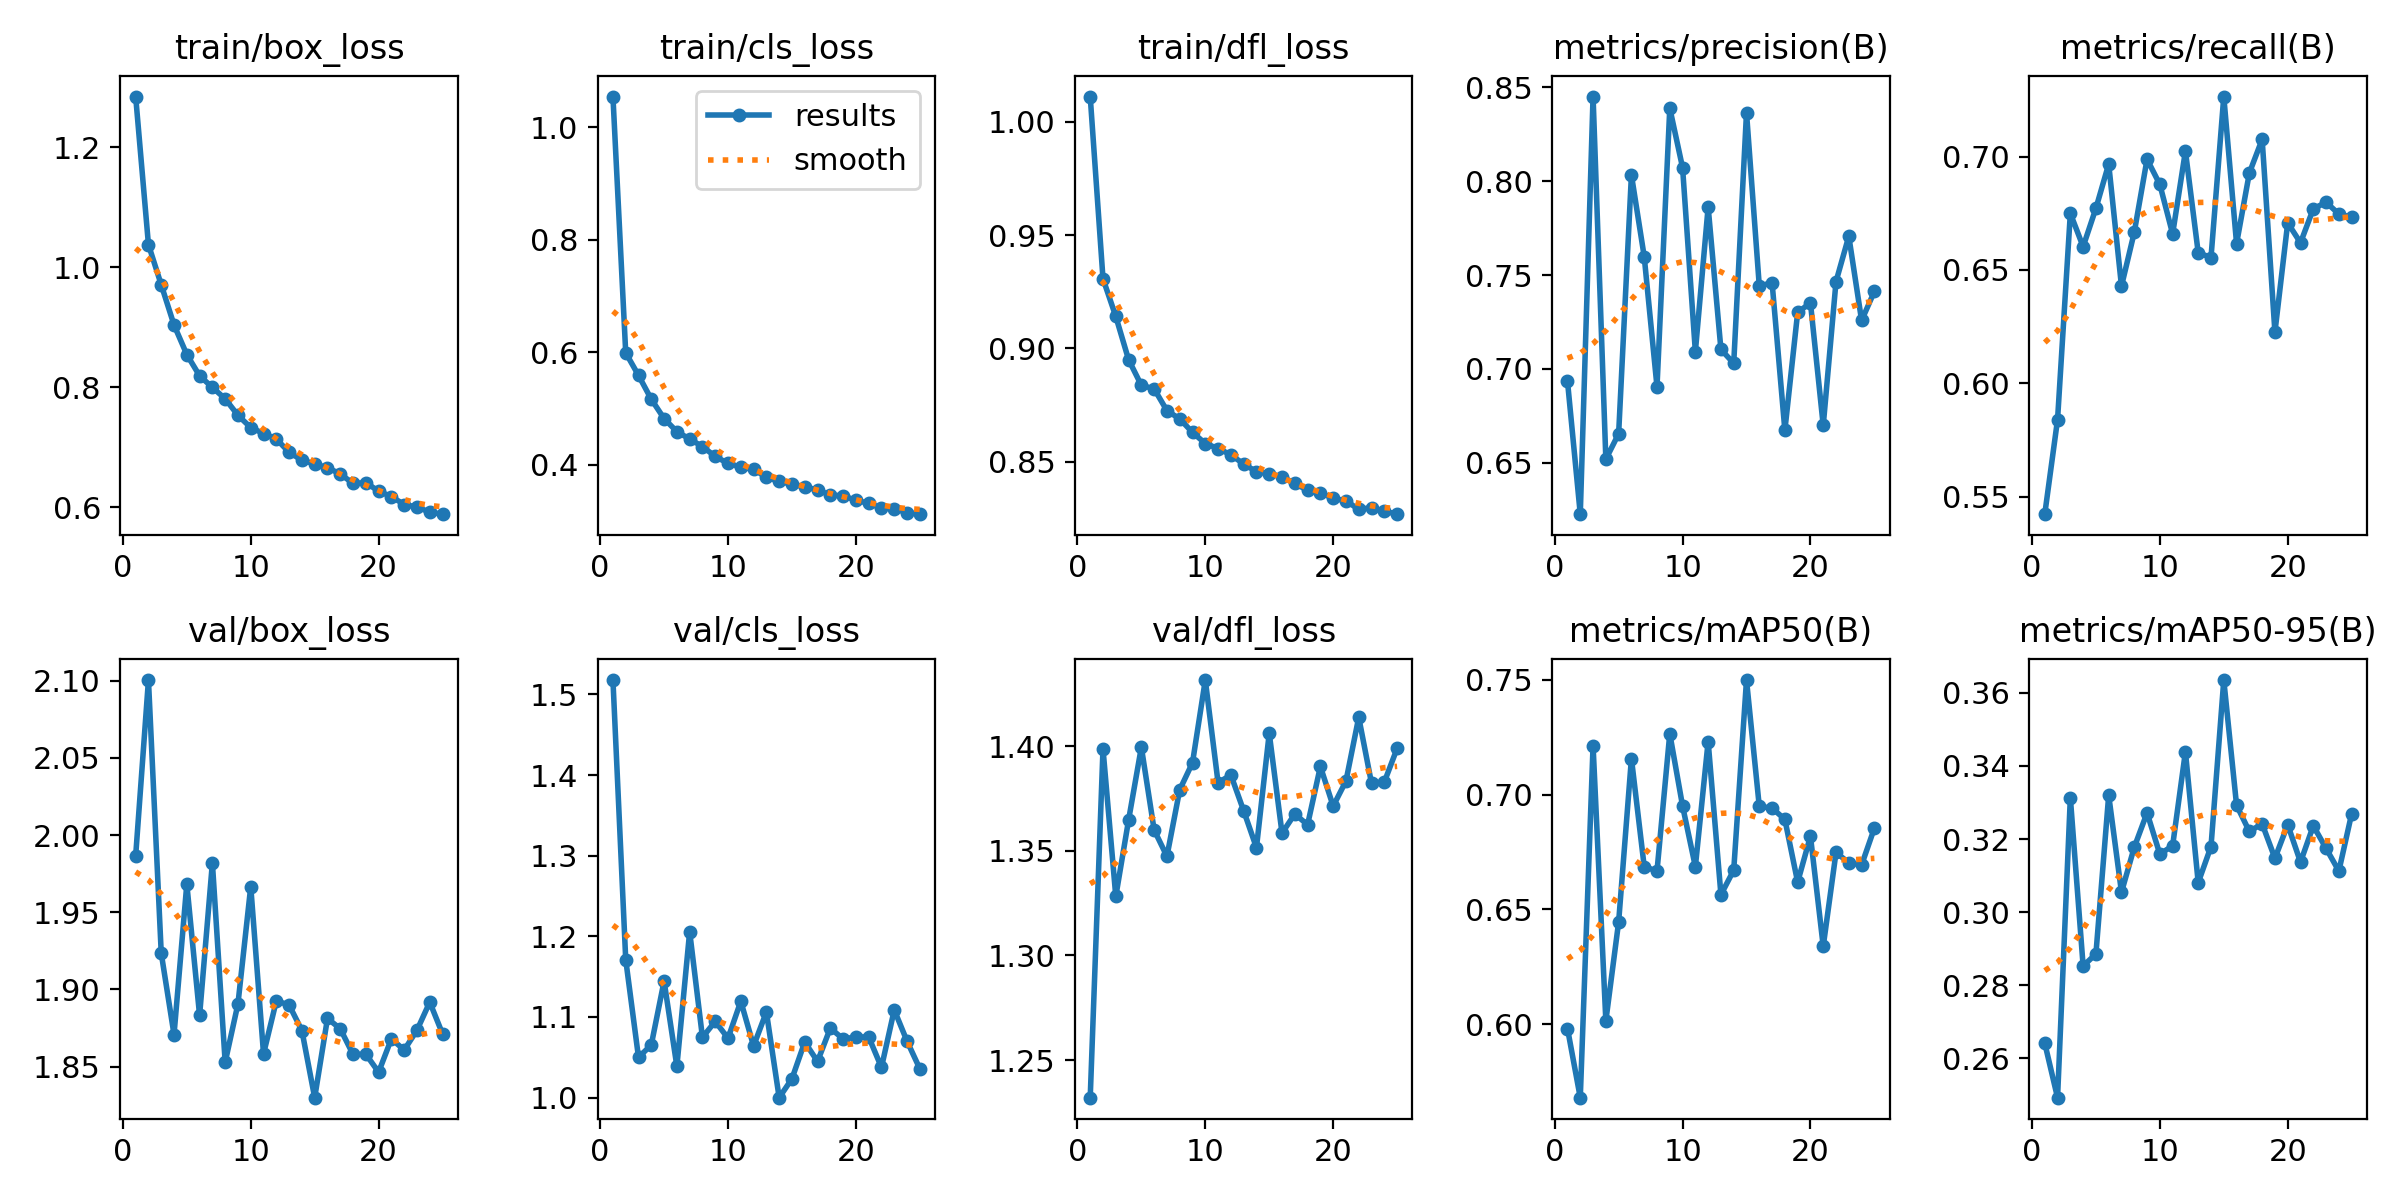 train/box_loss
train/cls_loss
train/dfl_loss
metrics/precision(B)
metrics/recall(B)
1.2
1.0
0.8
0.6
0 10 20
results
smooth
1.0
0.8
0.6
0.4
0 10 20
1.00
0.95
0.90
0.85
0 10 20
0.85
0.80
0.75
0.70
0.65
0 10 20
0.70
0.65
0.60
0.55
0 10 20
val/box_loss
val/cls_loss
val/dfl_loss
metrics/mAP50(B)
metrics/mAP50-95(B)
2.10
2.05
2.00
1.95
1.90
1.85
0 10 20
1.5
1.4
1.3
1.2
1.1
1.0
0 10 20
1.40
1.35
1.30
1.25
0 10 20
0.75
0.70
0.65
0.60
0 10 20
0.36
0.34
0.32
0.30
0.28
0.26
0 10 20